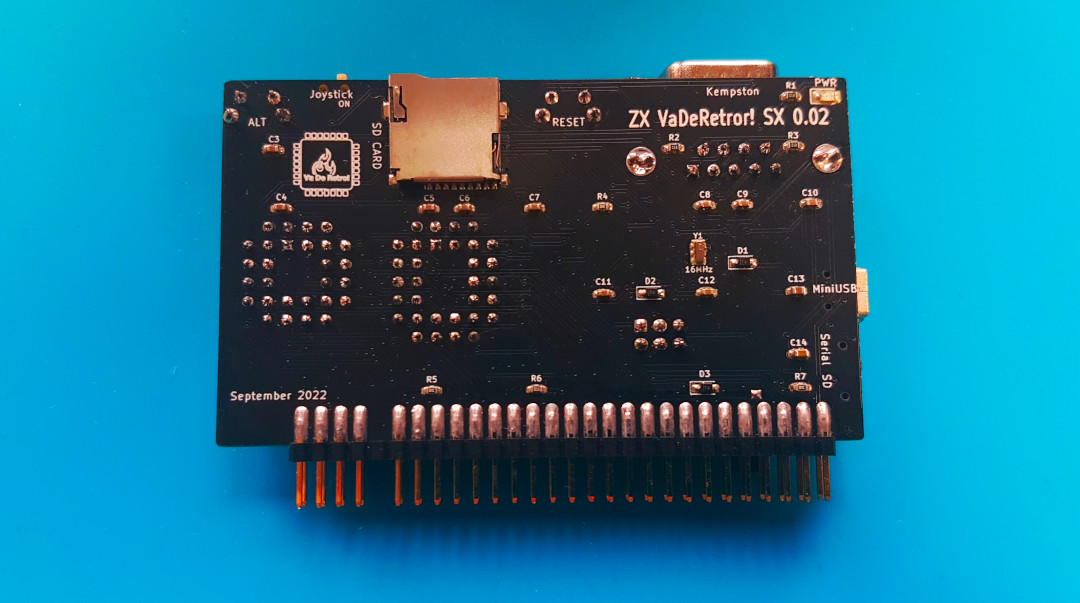 Joystick
ON
ALT
SD CARD
RESET
Kempston
R1
PWR
ZX VaDeRetror! SX 0.02
C3
Va De Retro!
R2
R3
C4
C5
C6
C7
R4
C8
C9
C10
Y1
16MHz
D1
C11
D2
C12
C13
MiniUSB
Serial SD
C14
R5
R6
D3
R7
September 2022